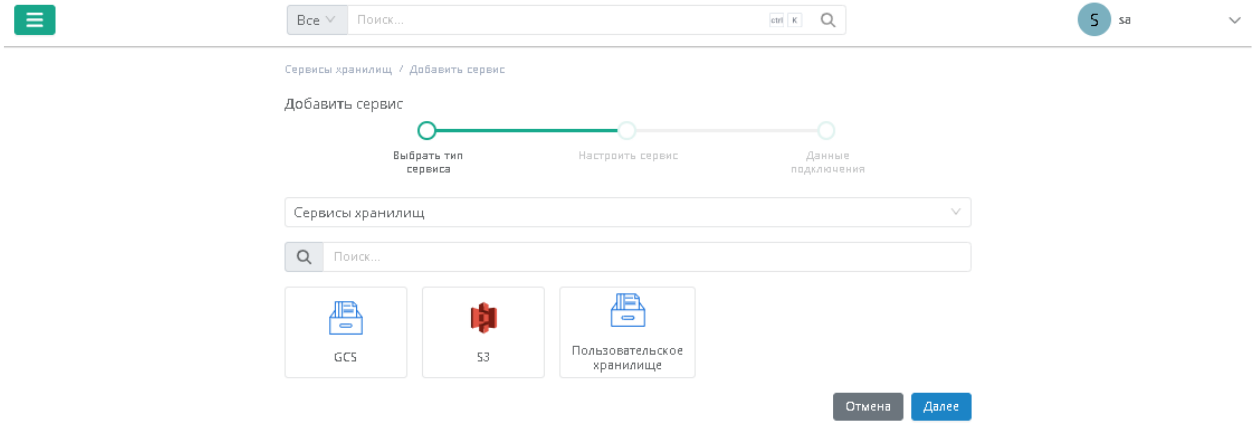 Все Поиск... ctrl K
S sa
Сервисы хранилищ / Добавить сервис
Добавить сервис
Выбрать тип
сервиса
Настроить сервис
Данные
подключения
Сервисы хранилищ
Поиск...
GCS
S3
Пользовательское
хранилище
Отмена Далее